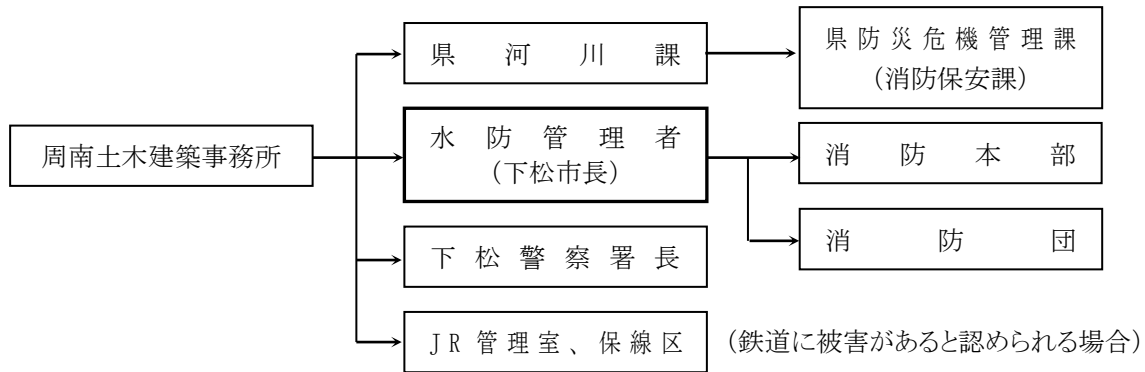 周南土木建築事務所
県河川課
県防災危機管理課
（消防保安課）
水防管理者
（下松市長）
消防本部
消防団
下松警察署長
JR管理室、保線区
（鉄道に被害があると認められる場合）